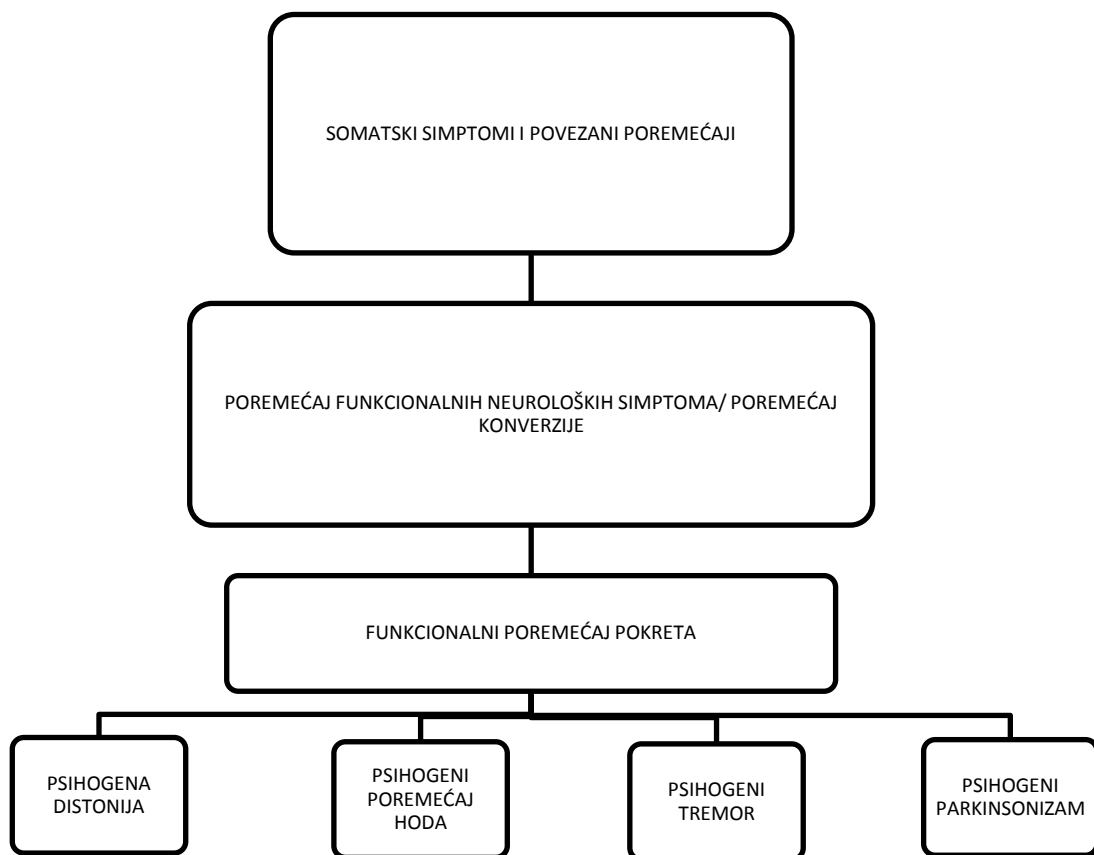 SOMATSKI SIMPTOMI I POVEZANI POREMEĆAJI
POREMEĆAJ FUNKCIONALNIH NEUROLOŠKIH SIMPTOMA/ POREMEĆAJ
KONVERZIJE
FUNKCIONALNI POREMEĆAJ POKRETA
PSIHOGENA
DISTONIJA
PSIHOGENI
POREMEĆAJ
HODA
PSIHOGENI
TREMOR
PSIHOGENI
PARKINSONIZAM